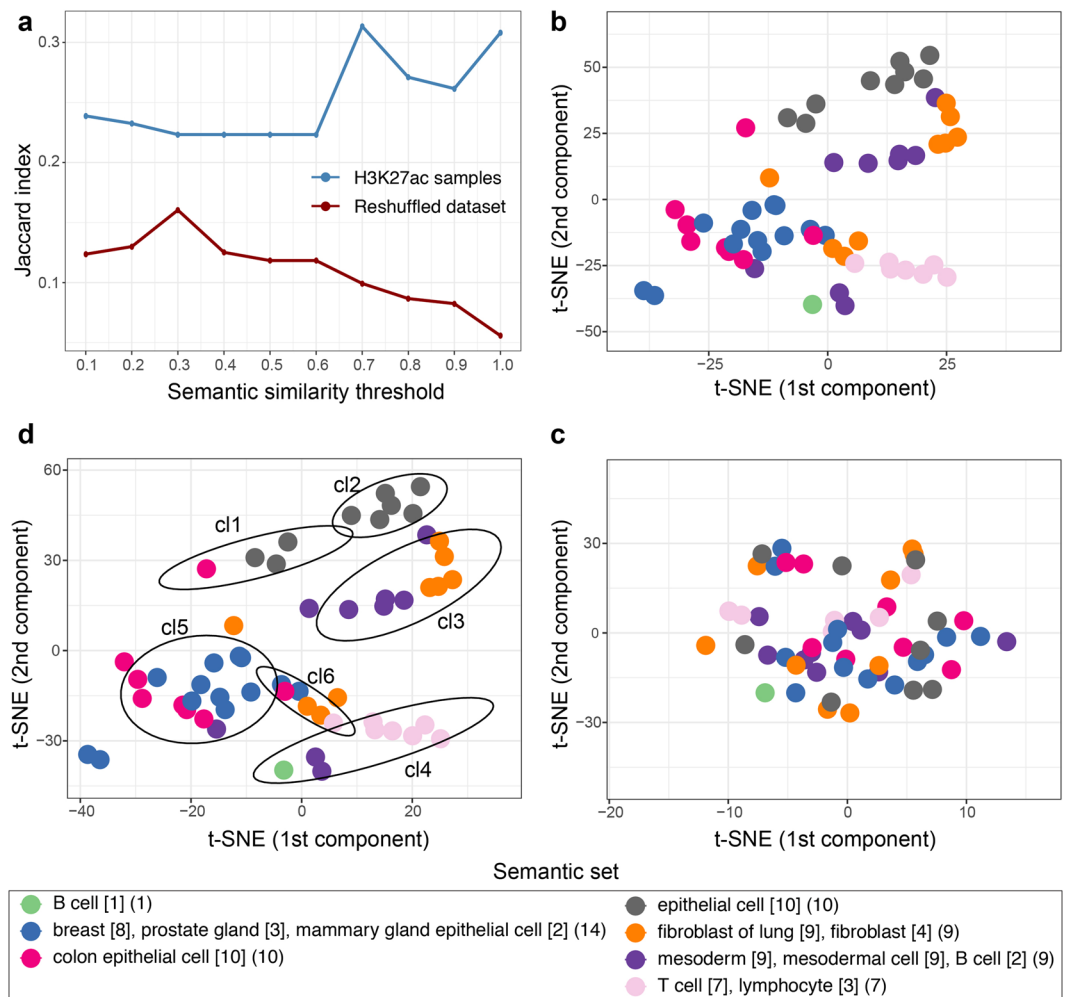 a
Jaccard index
0.3
0.2
0.1
H3K27ac samples
Reshuffled dataset
0.1 0.2 0.3 0.4 0.5 0.6 0.7 0.8 0.9 1.0
Semantic similarity threshold
b
t-SNE (2nd component)
50
25
0
−25
−50
−25 0 25
t-SNE (1st component)
d
t-SNE (2nd component)
60
30
0
−30
cl1
cl2
cl3
cl5
cl6
cl4
−40 −20 0 20
t-SNE (1st component)
c
t-SNE (2nd component)
30
0
−30
−20 −10 0 10
t-SNE (1st component)
Semantic set
B cell [1] (1)
breast [8], prostate gland [3], mammary gland epithelial cell [2] (14)
colon epithelial cell [10] (10)
epithelial cell [10] (10)
fibroblast of lung [9], fibroblast [4] (9)
mesoderm [9], mesodermal cell [9], B cell [2] (9)
T cell [7], lymphocyte [3] (7)